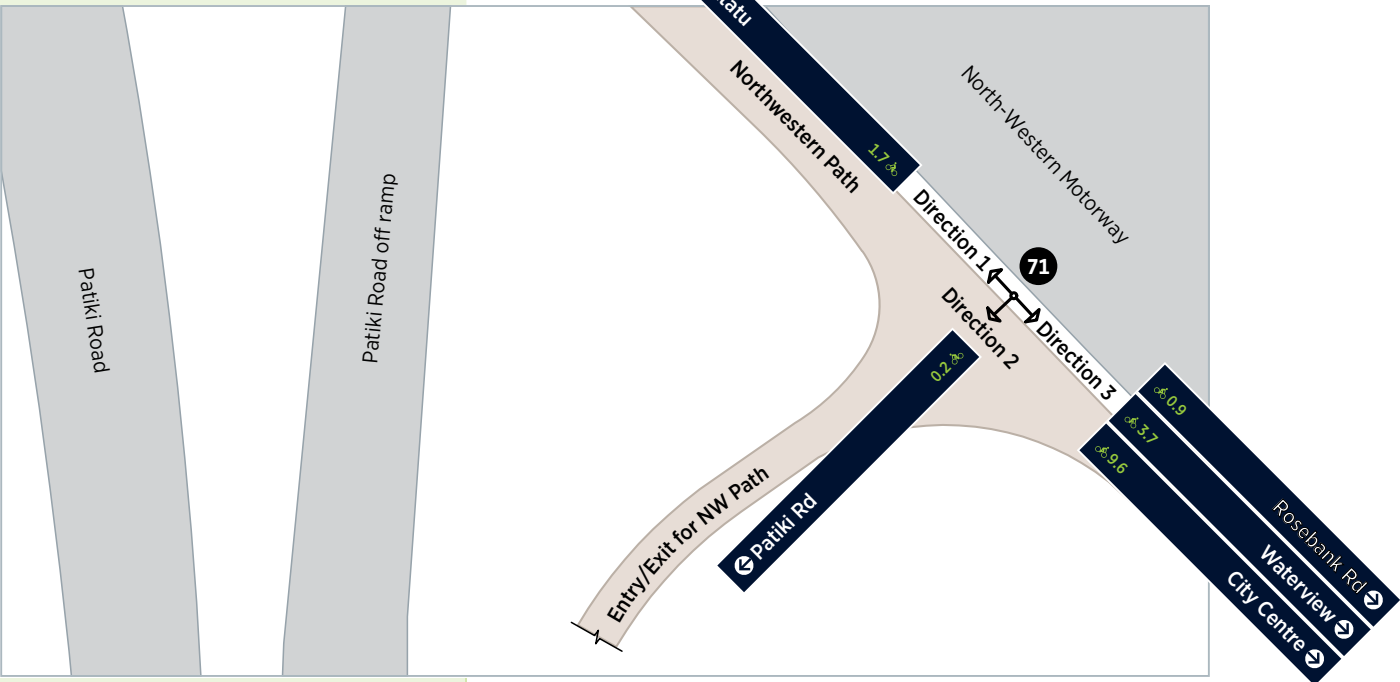 Northwestern Path
1.7
North-Western Motorway
Direction 1
71
Direction 2
Direction 3
Patiki Road
Patiki Road off ramp
0.2
Patiki Rd
Entry/Exit for NW Path
0.9
Rosebank Rd
3.7
Waterview
9.6
City Centre